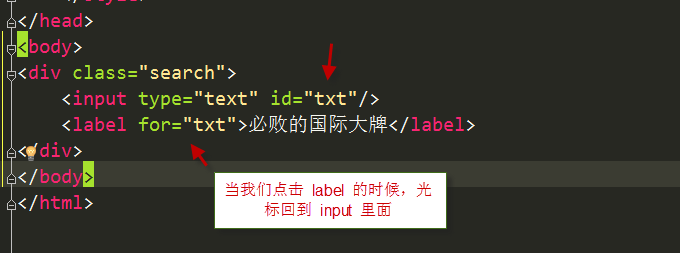 </style>
</head>
<body>
<div class="search">
<input type="text" id="txt"/>
<label for="txt">必败的国际大牌</label>
</div>
</body>
</html>
当我们点击 label 的时候，光
标回到 input 里面